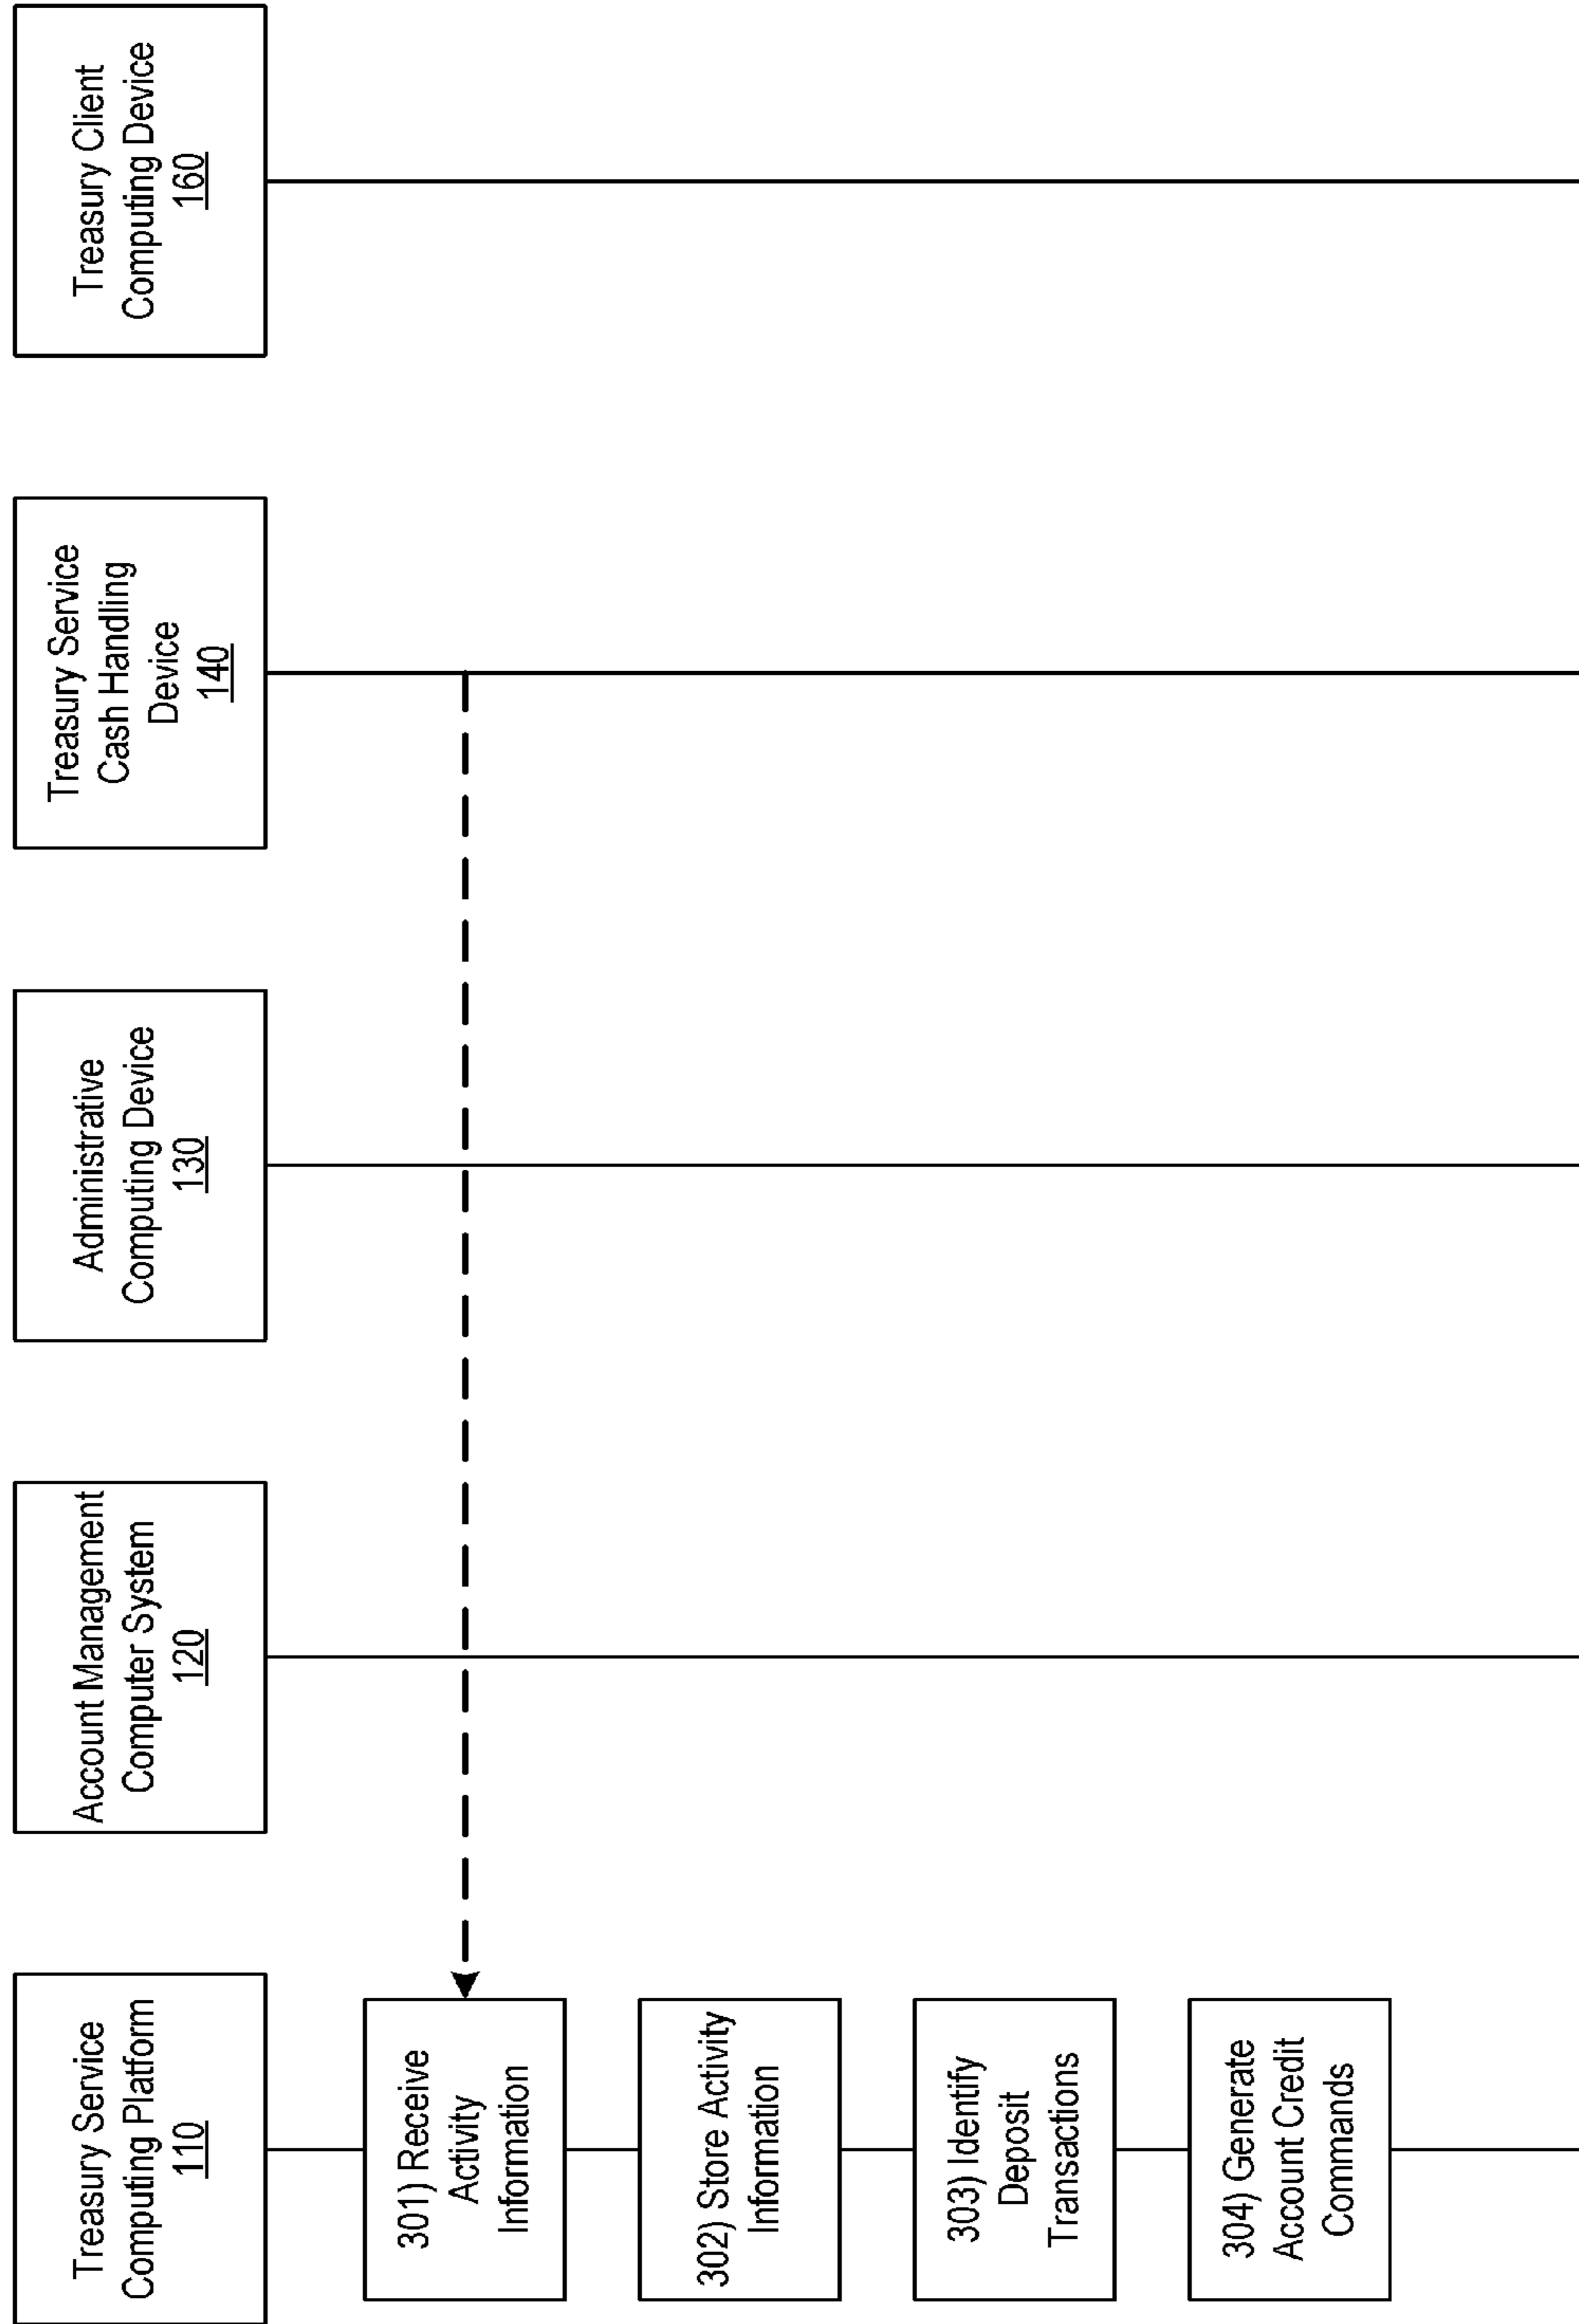 Treasury Service
Computing Platform
110
Account Management
Computer System
120
Administrative
Computing Device
130
Treasury Service
Cash Handling
Device
140
Treasury Client
Computing Device
160
301) Receive
Activity
Information
302) Store Activity
Information
303) Identify
Deposit
Transactions
304) Generate
Account Credit
Commands